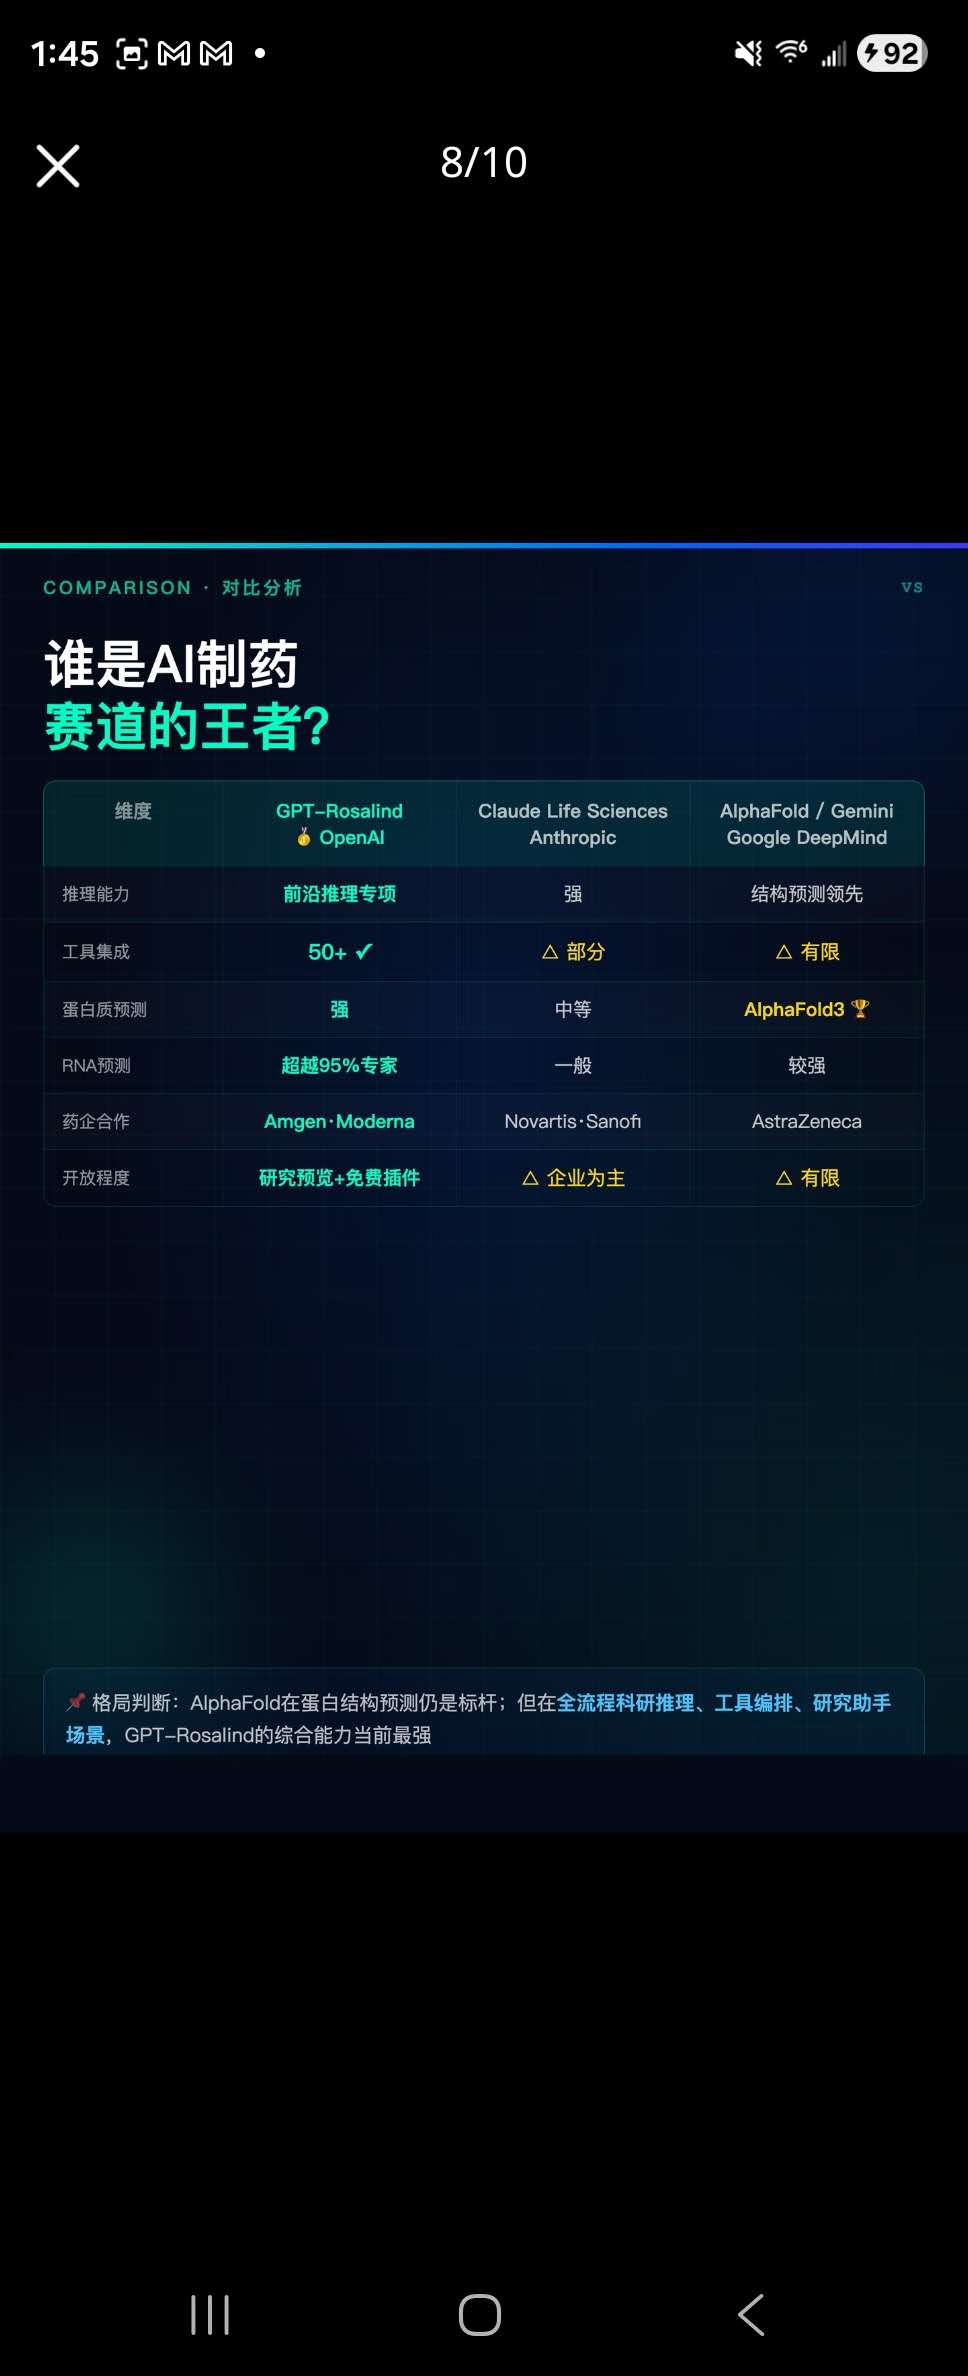 1:45
92
8/10
COMPARISON · 对比分析
VS
谁是AI制药
赛道的王者?
维度
GPT-Rosalind
🥇 OpenAI
Claude Life Sciences
Anthropic
AlphaFold / Gemini
Google DeepMind
推理能力 前沿推理专项 强 结构预测领先
工具集成 50+ ✓ △ 部分 △ 有限
蛋白质预测 强 中等 AlphaFold3 🏆
RNA预测 超越95%专家 一般 较强
药企合作 Amgen·Moderna Novartis·Sanofi AstraZeneca
开放程度 研究预览+免费插件 △ 企业为主 △ 有限
📌 格局判断：AlphaFold在蛋白结构预测仍是标杆；但在全流程科研推理、工具编排、研究助手
场景，GPT-Rosalind的综合能力当前最强